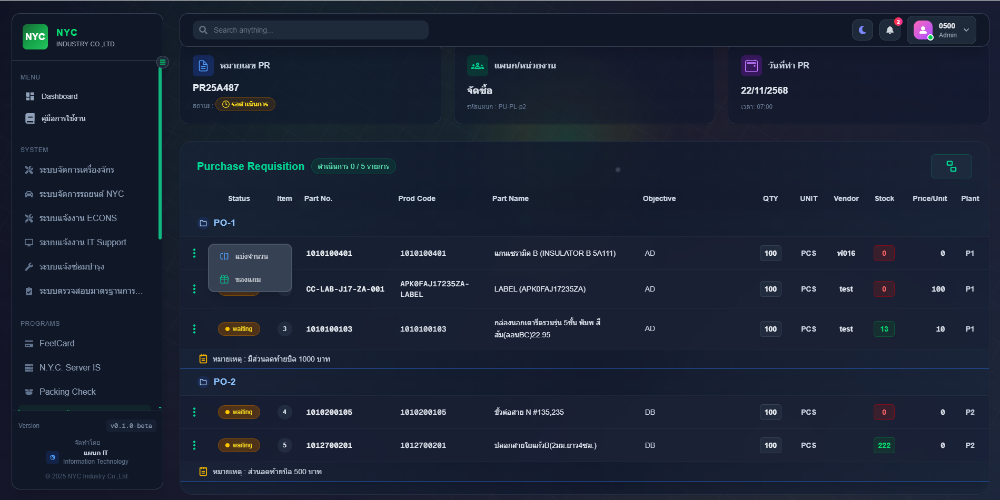 NYC
NYC
INDUSTRY CO.,LTD.
Search anything...
2
0500
Admin
MENU
Dashboard
คู่มือการใช้งาน
SYSTEM
ระบบจัดการเครื่องจักร
ระบบจัดการรถยนต์ NYC
ระบบแจ้งงาน ECONS
ระบบแจ้งงาน IT Support
ระบบแจ้งซ่อมบำรุง
ระบบตรวจสอบมาตรฐานการ...
PROGRAMS
FeetCard
N.Y.C. Server IS
Packing Check
Version v0.1.0-beta
จัดทำโดย
แผนก IT
Information Technology
© 2025 NYC Industry Co.,Ltd.
หมายเลข PR
PR25A487
สถานะ : รอดำเนินการ
แผนก/หน่วยงาน
จัดซื้อ
รหัสแผนก : PU-PL-p2
วันที่ทำ PR
22/11/2568
เวลา: 07:00
Purchase Requisition ดำเนินการ 0 / 5 รายการ
Status Item Part No. Prod Code Part Name Objective QTY UNIT Vendor Stock Price/Unit Plant
PO-1
แบ่งจำนวน
ของแถม
1010100401 1010100401 แกนเซรามิค B (INSULATOR B 5A111) AD 100 PCS ฟ016 0 0 P1
CC-LAB-J17-ZA-001 APK0FAJ17235ZA-
LABEL LABEL (APK0FAJ17235ZA) AD 100 PCS test 0 100 P1
waiting 3 1010100103 1010100103 กล่องนอกเตารีดรวมรุ่น 5ชั้น พิมพ สี
ส้ม(ลอนBC)22.95 AD 100 PCS test 13 10 P1
หมายเหตุ : มีส่วนลดท้ายบิล 1000 บาท
PO-2
waiting 4 1010200105 1010200105 ขั้วต่อสาย N #135,235 DB 100 PCS 0 0 P2
waiting 5 1012700201 1012700201 ปลอกสายใยแก้วB(2มม.ยาว4ซม.) DB 100 PCS 222 0 P2
หมายเหตุ : ส่วนลดท้ายบิล 500 บาท